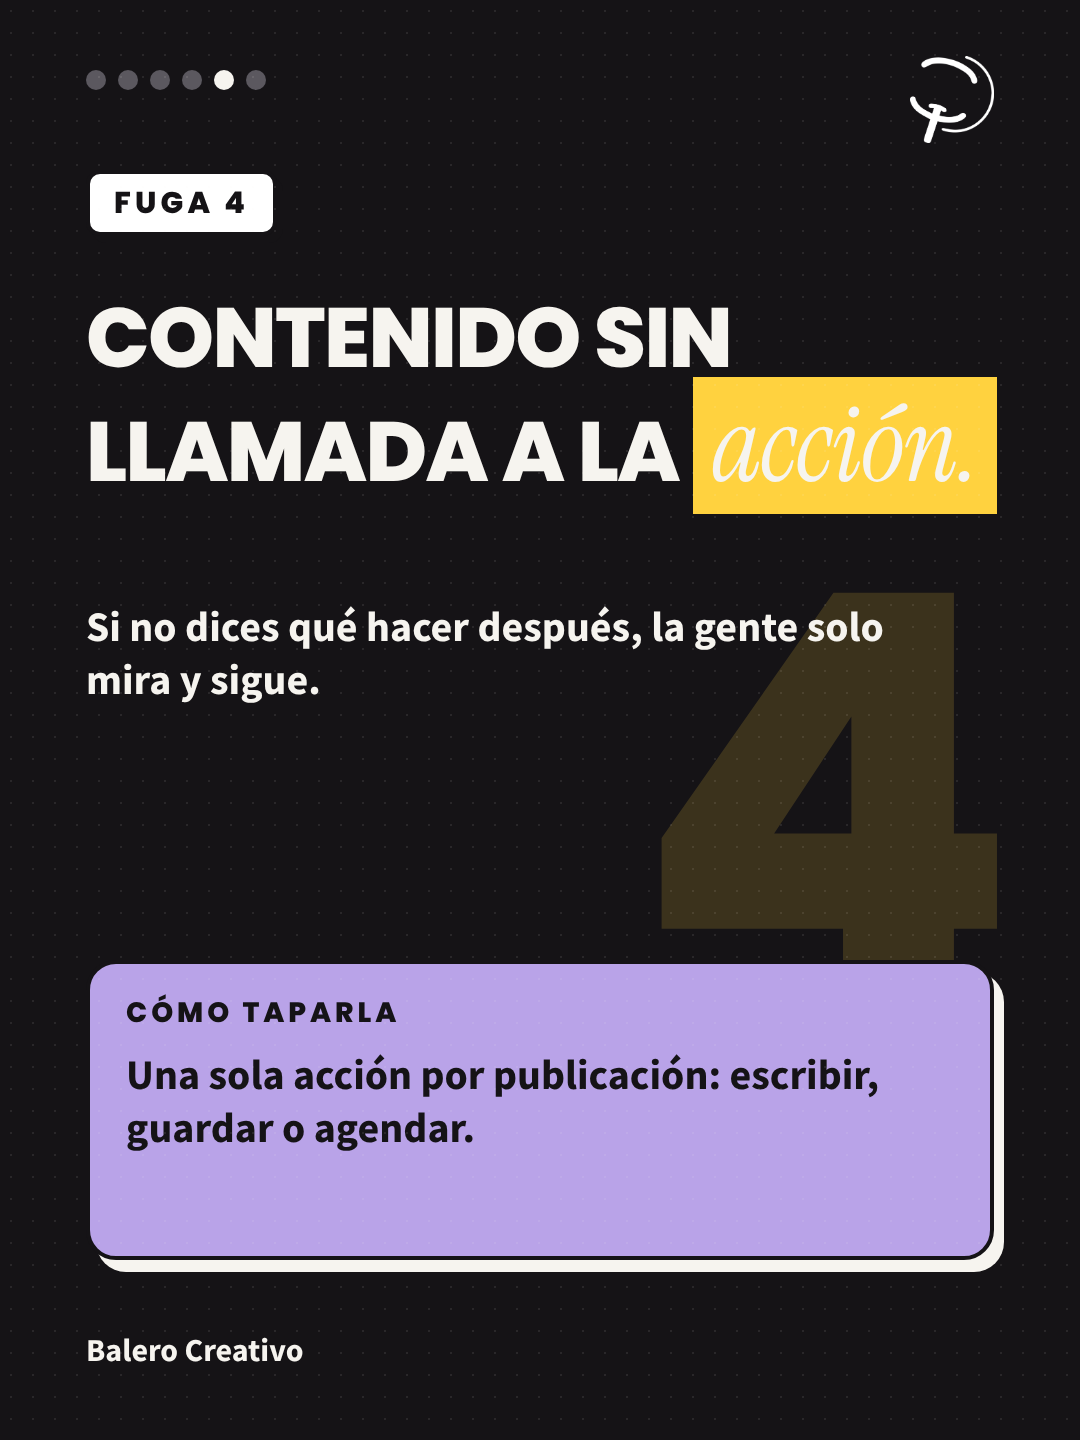 FUGA 4
CONTENIDO SIN
LLAMADA A LA acción.
Si no dices qué hacer después, la gente solo
mira y sigue.
4
CÓMO TAPARLA
Una sola acción por publicación: escribir,
guardar o agendar.
Balero Creativo